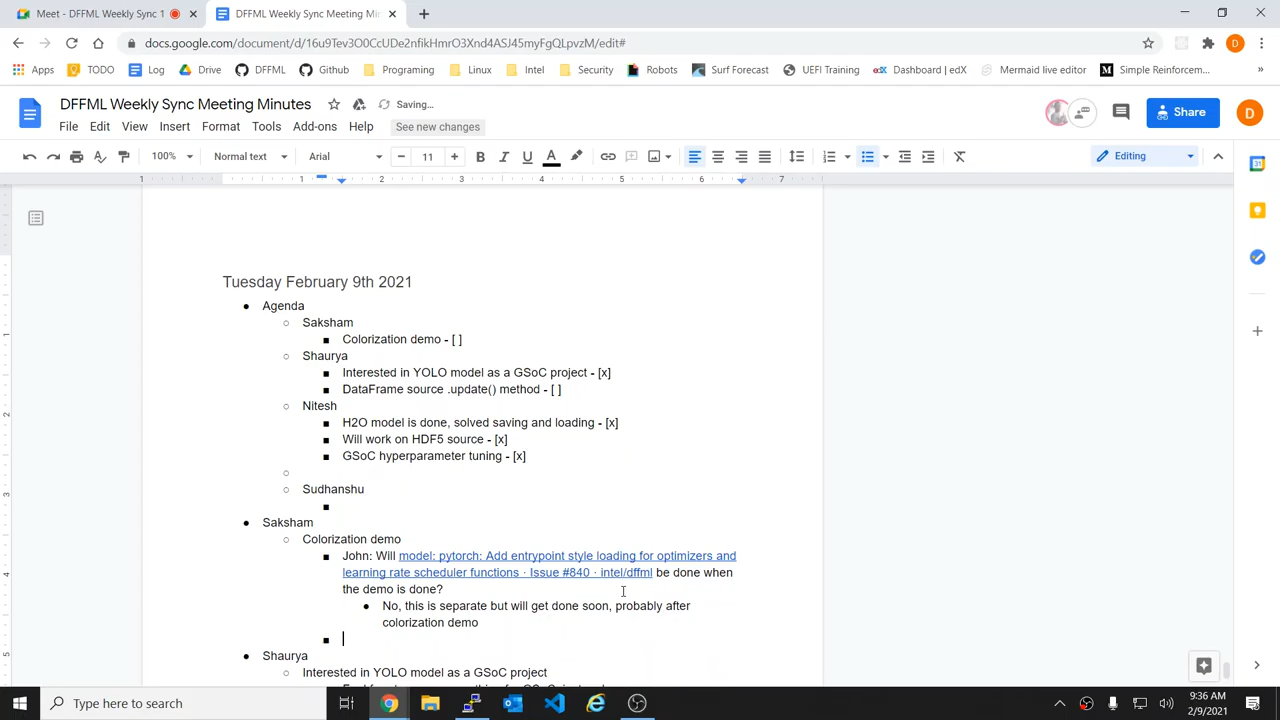 Meet - DFFML Weekly Sync 1
DFFML Weekly Sync Meeting Mi
docs.google.com/document/d/16u9Tev3O0CcUDe2nfikHmrO3Xnd4ASJ45myFgQLpvzM/edit#
Apps TODO Log Drive DFFML Github Programing Linux Intel Security Robots Surf Forecast UEFI Training Dashboard | edX Mermaid live editor Simple Reinforcem...
DFFML Weekly Sync Meeting Minutes Saving...
File Edit View Insert Format Tools Add-ons Help See new changes
Share
D
100% Normal text Arial 11 Editing
1 1 2 3 4 5 6 7
Tuesday February 9th 2021
Agenda
Saksham
Colorization demo - [ ]
Shaurya
Interested in YOLO model as a GSoC project - [x]
DataFrame source .update() method - [ ]
Nitesh
H2O model is done, solved saving and loading - [x]
Will work on HDF5 source - [x]
GSoC hyperparameter tuning - [x]
Sudhanshu
Saksham
Colorization demo
John: Will model: pytorch: Add entrypoint style loading for optimizers and
learning rate scheduler functions · Issue #840 · intel/dffml be done when
the demo is done?
No, this is separate but will get done soon, probably after
colorization demo
Shaurya
Interested in YOLO model as a GSoC project
Type here to search
9:36 AM
2/9/2021